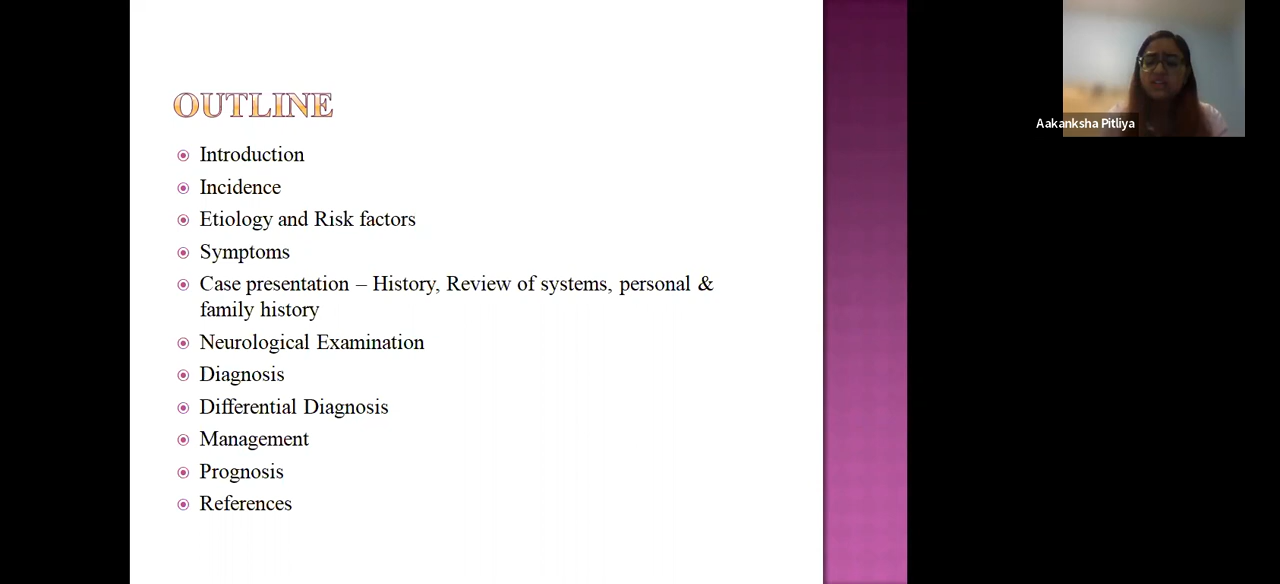 OUTLINE
Introduction
Incidence
Etiology and Risk factors
Symptoms
Case presentation – History, Review of systems, personal &
family history
Neurological Examination
Diagnosis
Differential Diagnosis
Management
Prognosis
References
Aakanksha Pitliya